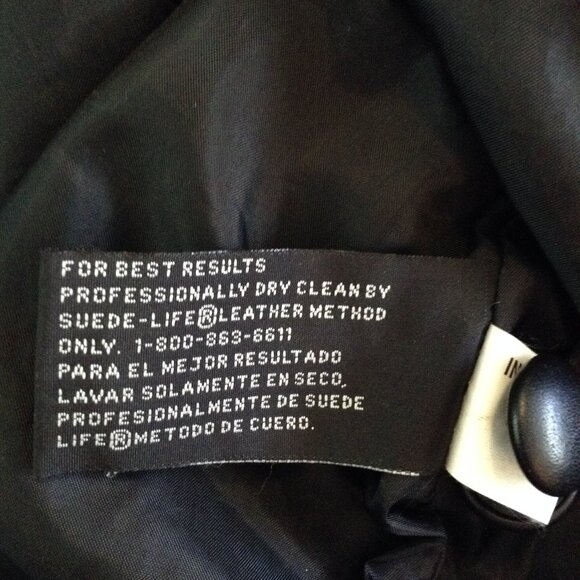 FOR BEST RESULTS
PROFESSIONALLY DRY CLEAN BY
SUEDE-LIFE®LEATHER METHOD
ONLY. 1-800-863-6611
PARA EL MEJOR RESULTADO
LAVAR SOLAMENTE EN SECO,
PROFESIONALMENTE DE SUEDE
LIFE®METODO DE CUERO.
IN